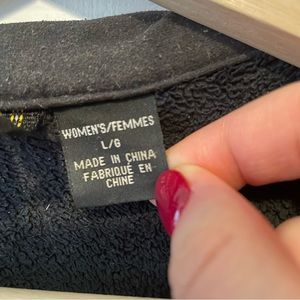 WOMEN'S/FEMMES
L/G
MADE IN CHINA
FABRIQUÉ EN
CHINE